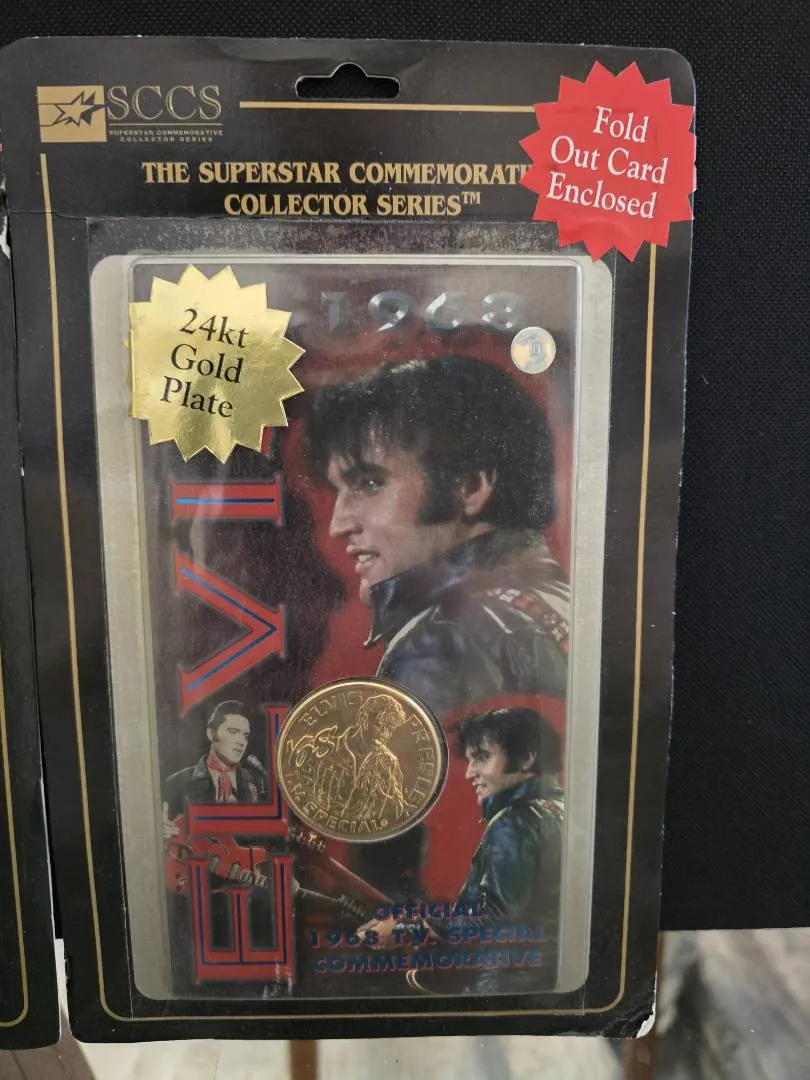 SCCS
SUPERSTAR COMMEMORATIVE
COLLECTOR SERIES
THE SUPERSTAR COMMEMORATI
COLLECTOR SERIES™
Fold
Out Card
Enclosed
24kt
Gold
Plate
1968
ELVIS
ELVIS PRESLEY
'68
T.V. SPECIAL
OFFICIAL
1968 T.V. SPECIAL
COMMEMORATIVE